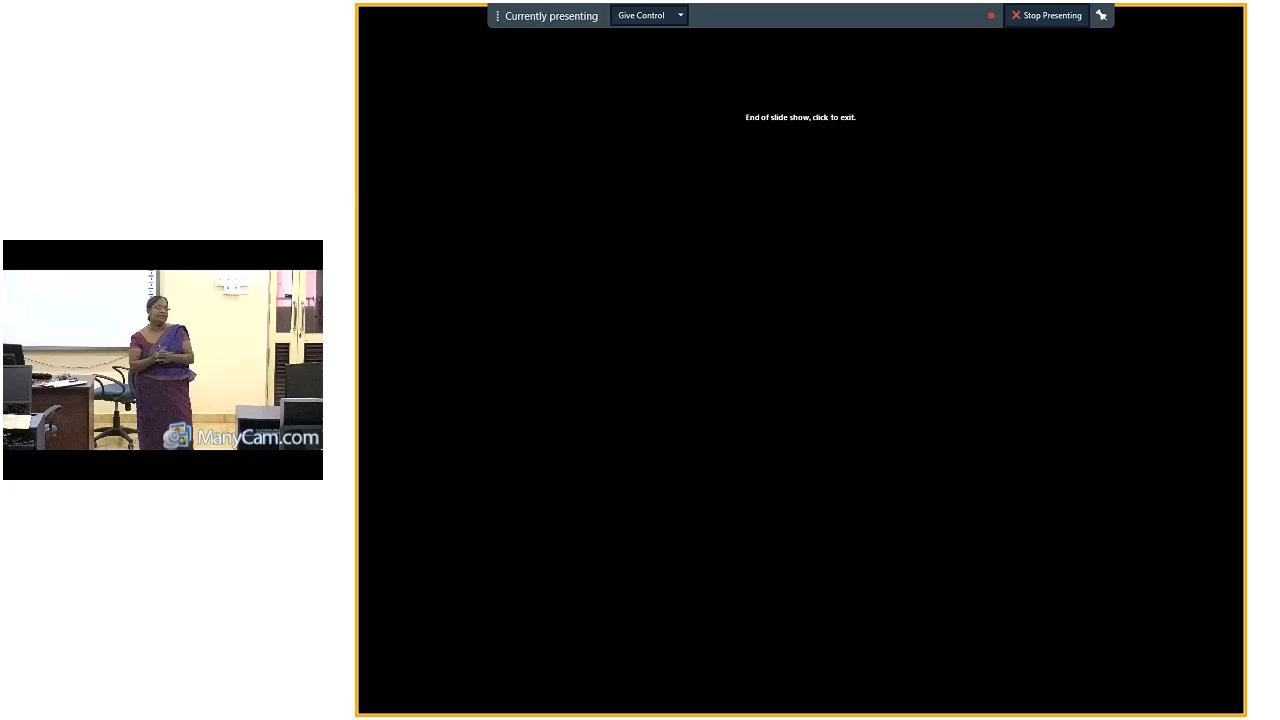 Currently presenting
Give Control
Stop Presenting
End of slide show, click to exit.
ManyCam.com